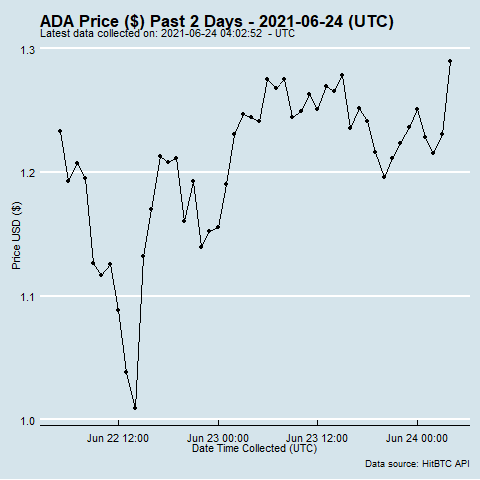 ADA Price ($) Past 2 Days - 2021-06-24 (UTC)
Latest data collected on: 2021-06-24 04:02:52 - UTC
1.3
1.2
1.1
1.0
Price USD ($)
Jun 22 12:00 Jun 23 00:00 Jun 23 12:00 Jun 24 00:00
Date Time Collected (UTC)
Data source: HitBTC API